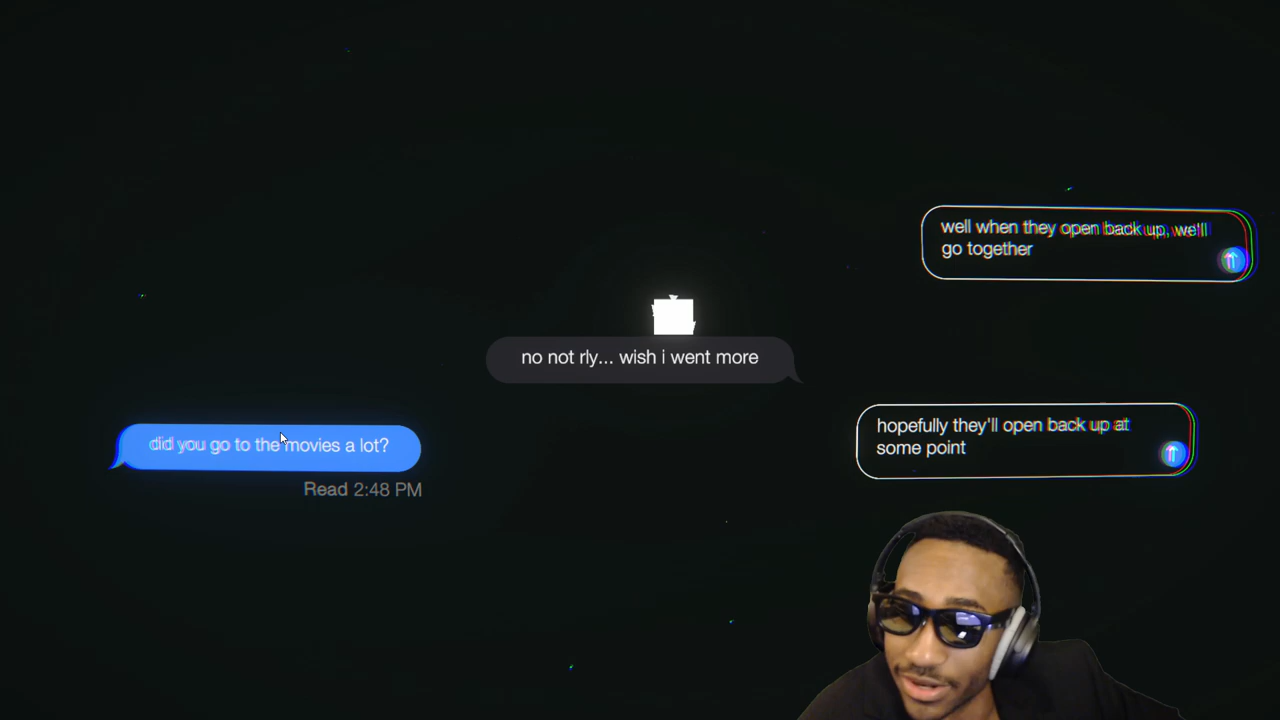 did you go to the movies a lot?
Read 2:48 PM
no not rly... wish i went more
well when they open back up, we'll
go together
hopefully they'll open back up at
some point